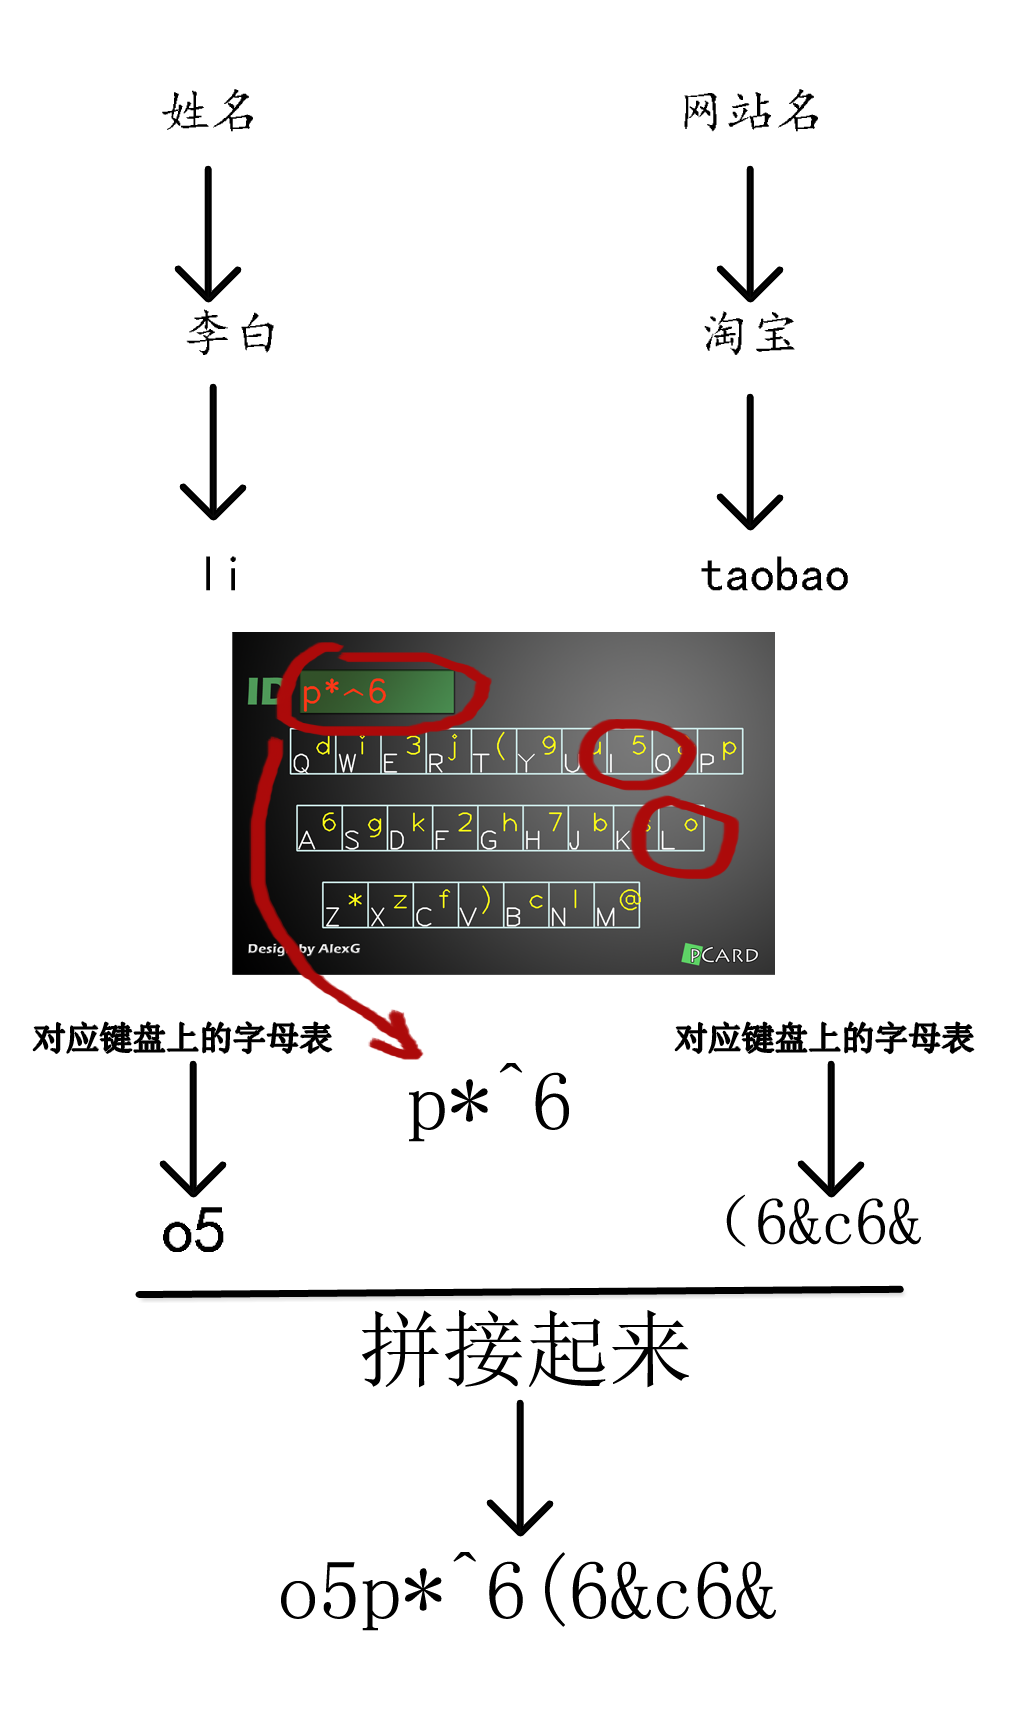 姓名 网站名
李白 淘宝
li taobao
ID p*^6
Q d W i E 3 R j T ( Y 9 U u I 5 O P p
A 6 S g D k F 2 G h H 7 J b K s L o
Z * X z C f V ) B c N l M @
Design by AlexG PCARD
对应键盘上的字母表 对应键盘上的字母表
p*^6
o5 (6&c6&
拼接起来
o5p*^6(6&c6&